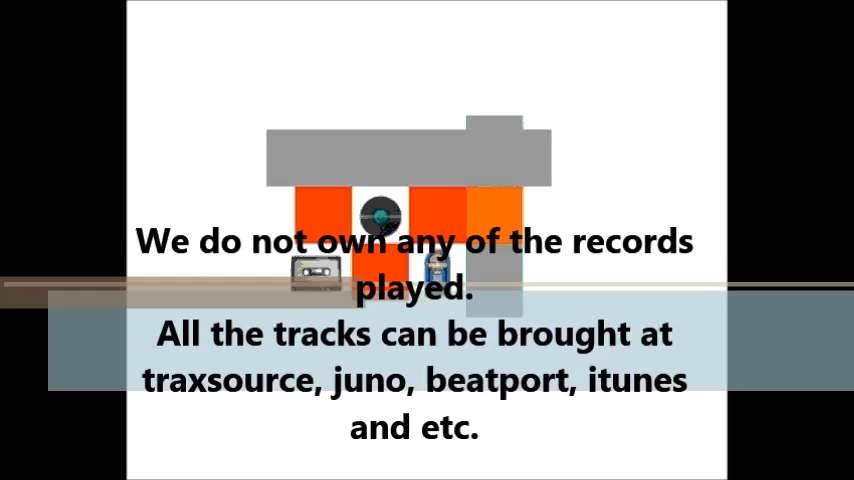 We do not own any of the records
played.
All the tracks can be brought at
traxsource, juno, beatport, itunes
and etc.